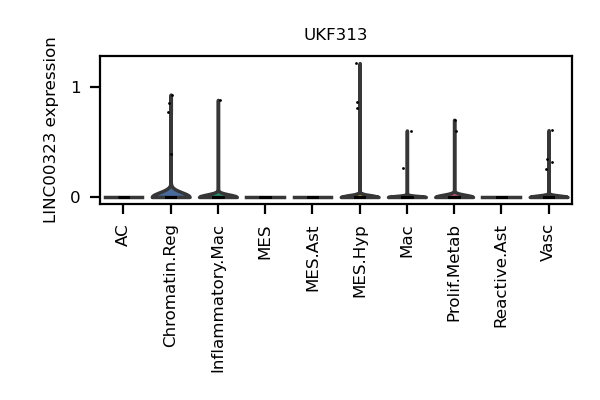 UKF313
LINC00323 expression
1
0
AC
Chromatin.Reg
Inflammatory.Mac
MES
MES.Ast
MES.Hyp
Mac
Prolif.Metab
Reactive.Ast
Vasc